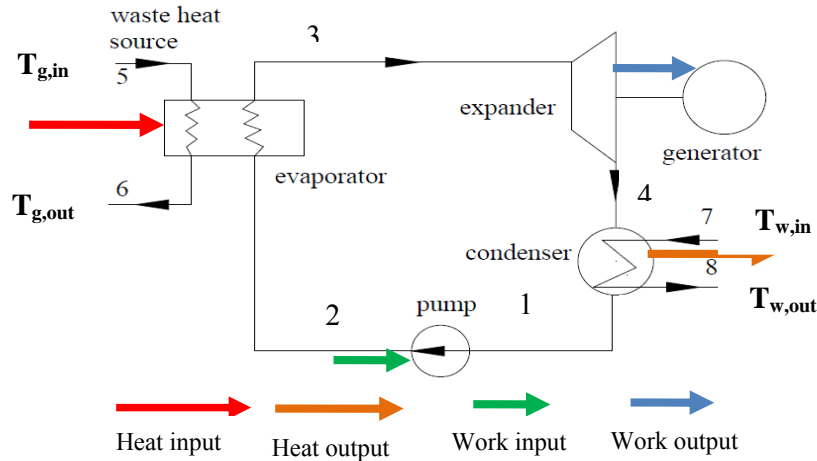 waste heat
source
3
T_g,in
5
expander
generator
evaporator
6
T_g,out
4
7
T_w,in
condenser
8
T_w,out
pump
2
1
Heat input
Heat output
Work input
Work output